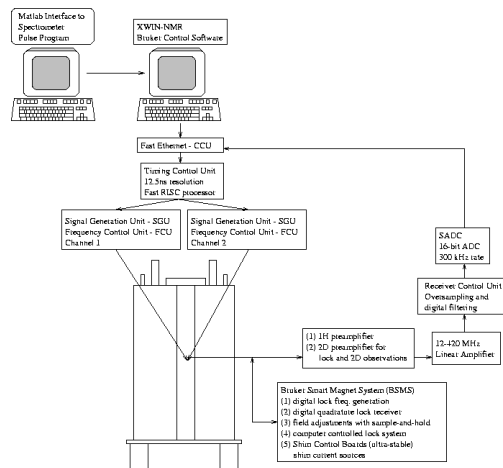 Matlab Interface to
Spectrometer
Pulse Program
XWIN-NMR
Bruker Control Software
Fast Ethernet - CCU
Timing Control Unit
12.5ns resolution
Fast RISC processor
Signal Generation Unit - SGU
Frequency Control Unit - FCU
Channel 1
Signal Generation Unit - SGU
Frequency Control Unit - FCU
Channel 2
SADC
16-bit ADC
300 kHz rate
Receiver Control Unit
Oversampling and
digital filtering
12-420 MHz
Linear Amplifier
(1) 1H preamplifier
(2) 2D preamplifier for
lock and 2D observations
Bruker Smart Magnet System (BSMS)
(1) digital lock freq. generation
(2) digital quadrature lock receiver
(3) field adjustments with sample-and-hold
(4) computer controlled lock system
(5) Shim Control Boards (ultra-stable)
shim current sources